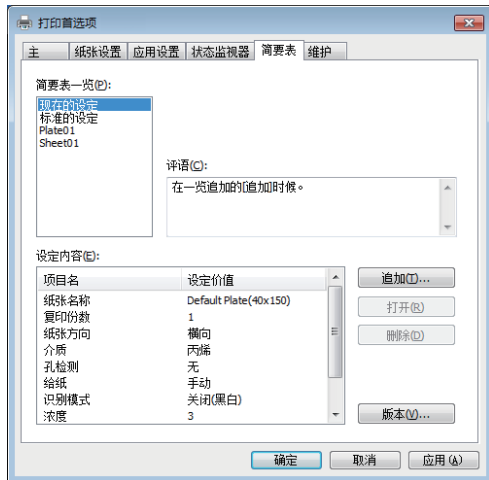 打印首选项
主 纸张设置 应用设置 状态监视器 简要表 维护
简要表一览(P):
现在的设定
标准的设定
Plate01
Sheet01
评语(C):
在一览追加的[追加]时候。
设定内容(E):
项目名 设定价值
纸张名称 Default Plate(40x150)
复印份数 1
纸张方向 横向
介质 丙烯
孔检测 无
给纸 手动
识别模式 关闭(黑白)
浓度 3
追加(T)...
打开(R)
删除(D)
版本(V)...
确定 取消 应用(A)